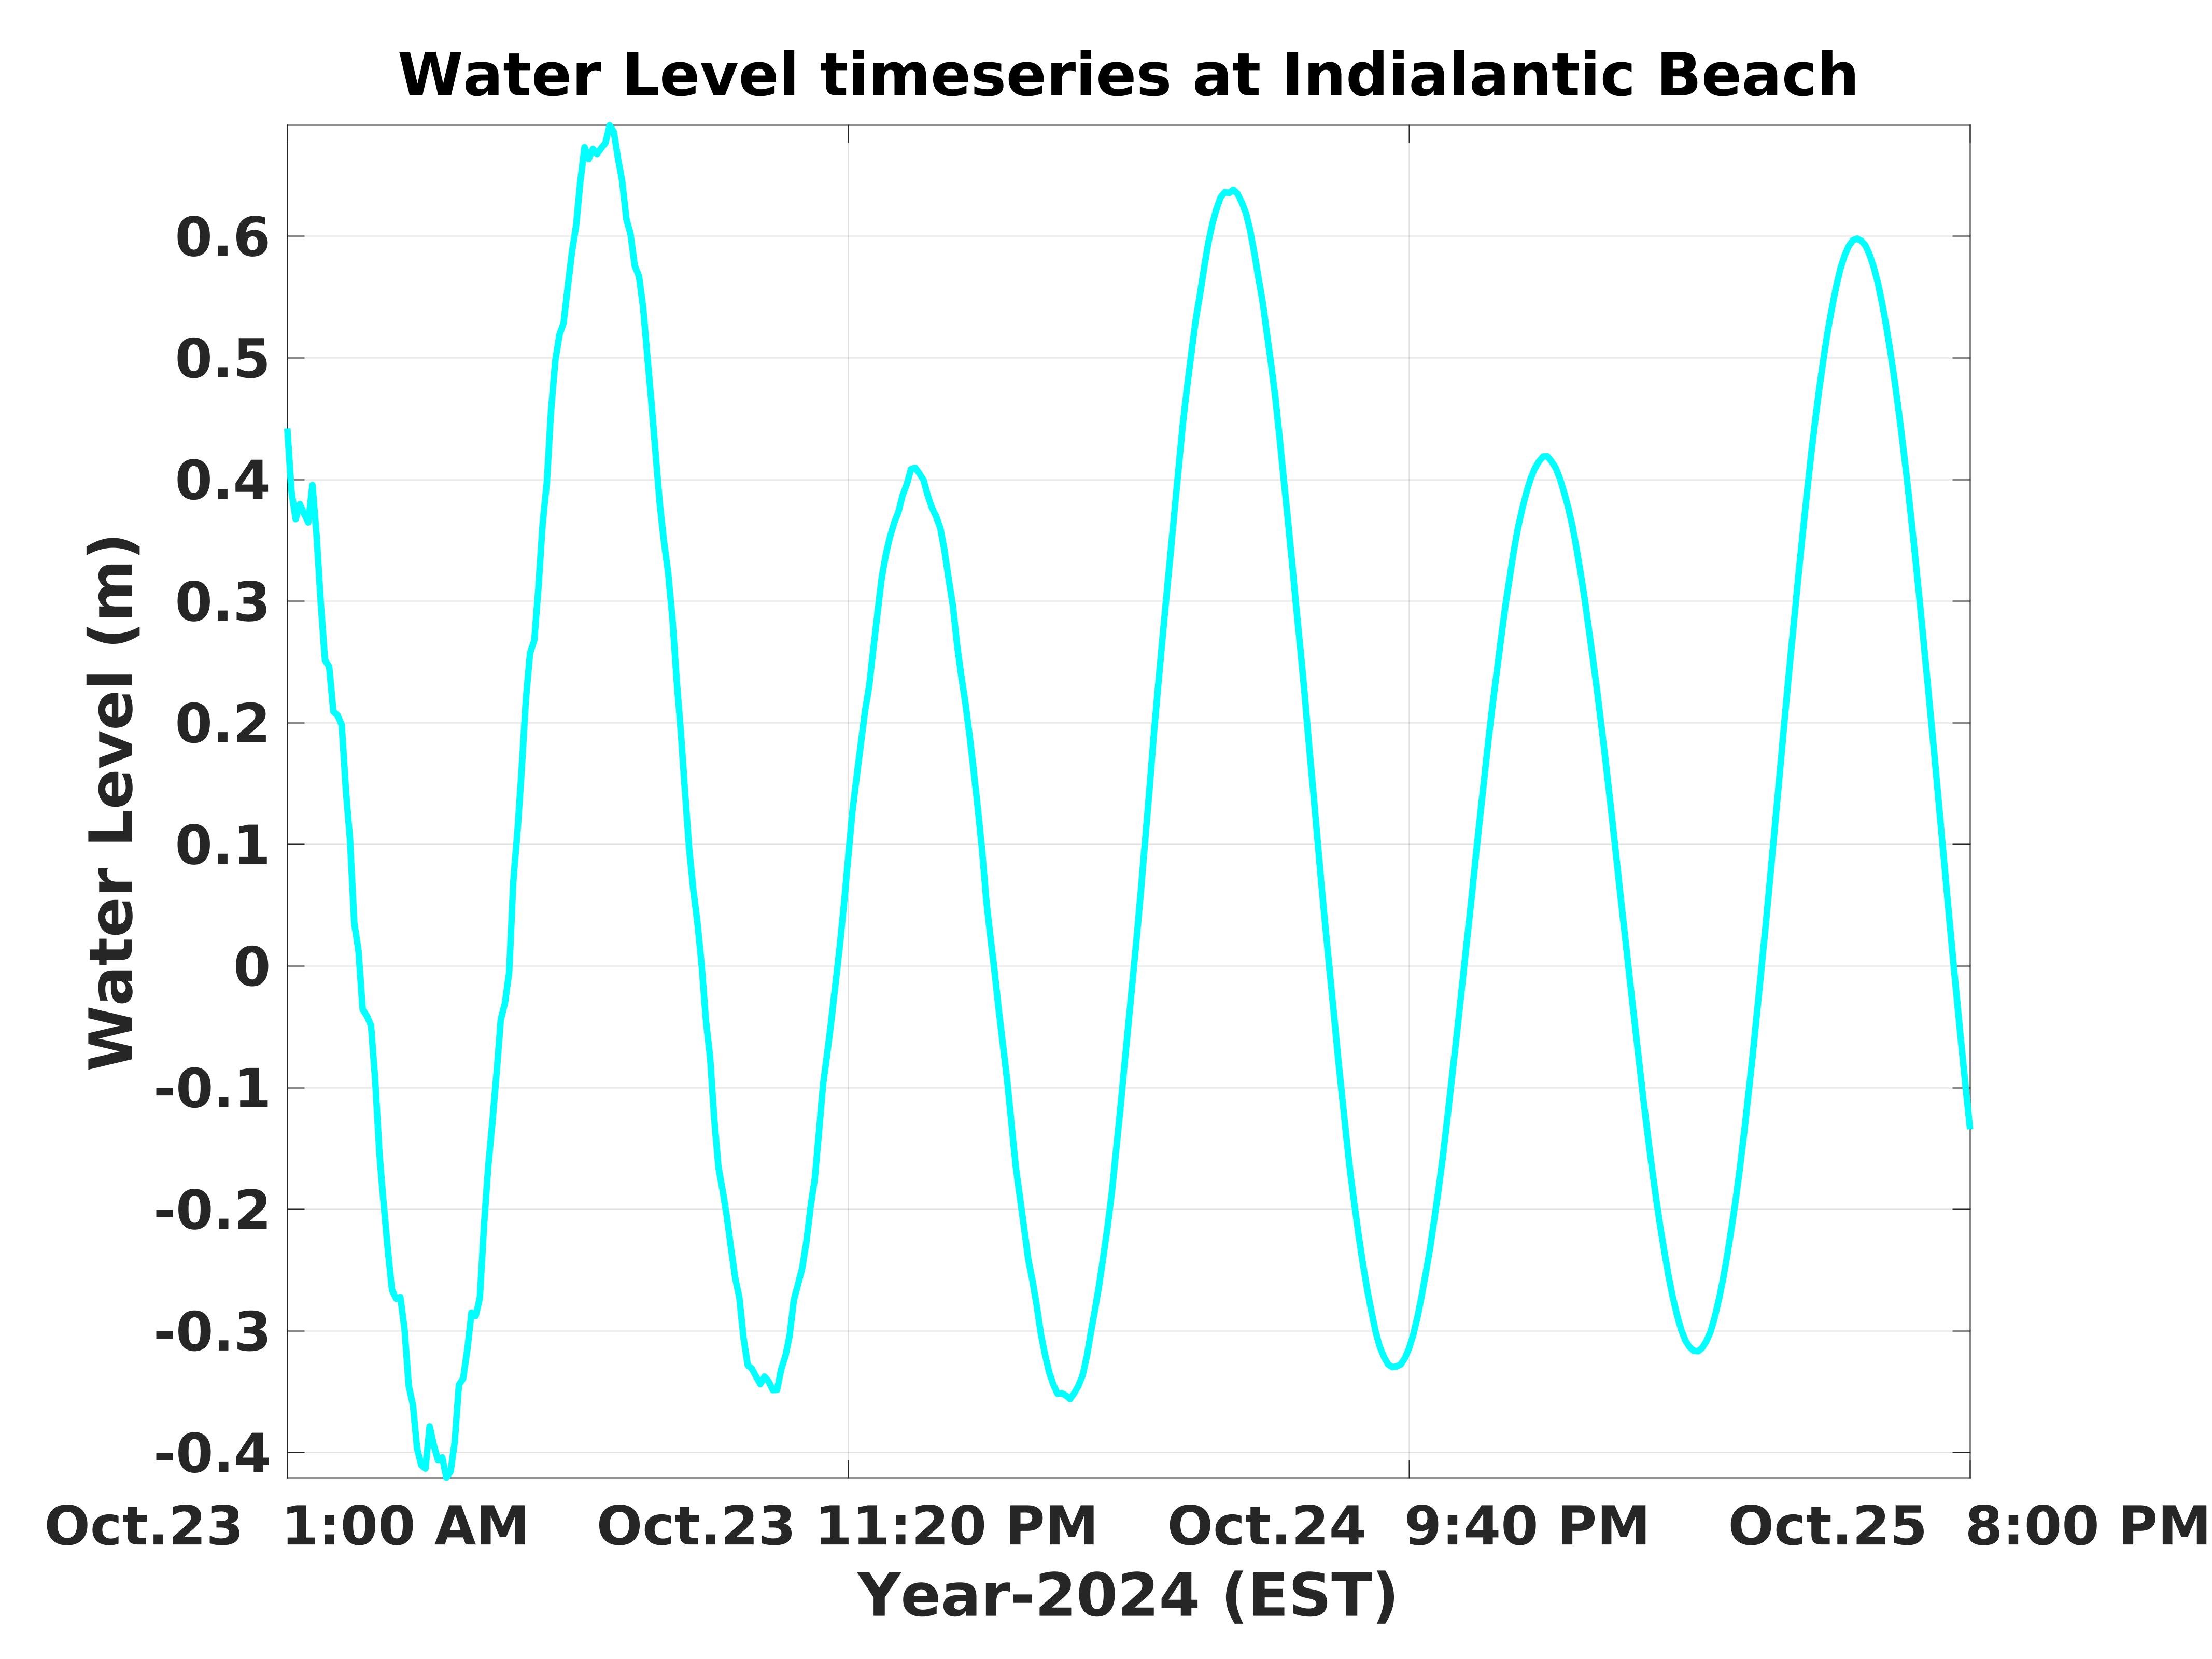 Water Level timeseries at Indialantic Beach
0.6
0.5
0.4
0.3
0.2
0.1
0
-0.1
-0.2
-0.3
-0.4
Water Level (m)
Oct.23 1:00 AM Oct.23 11:20 PM Oct.24 9:40 PM Oct.25 8:00 PM
Year-2024 (EST)